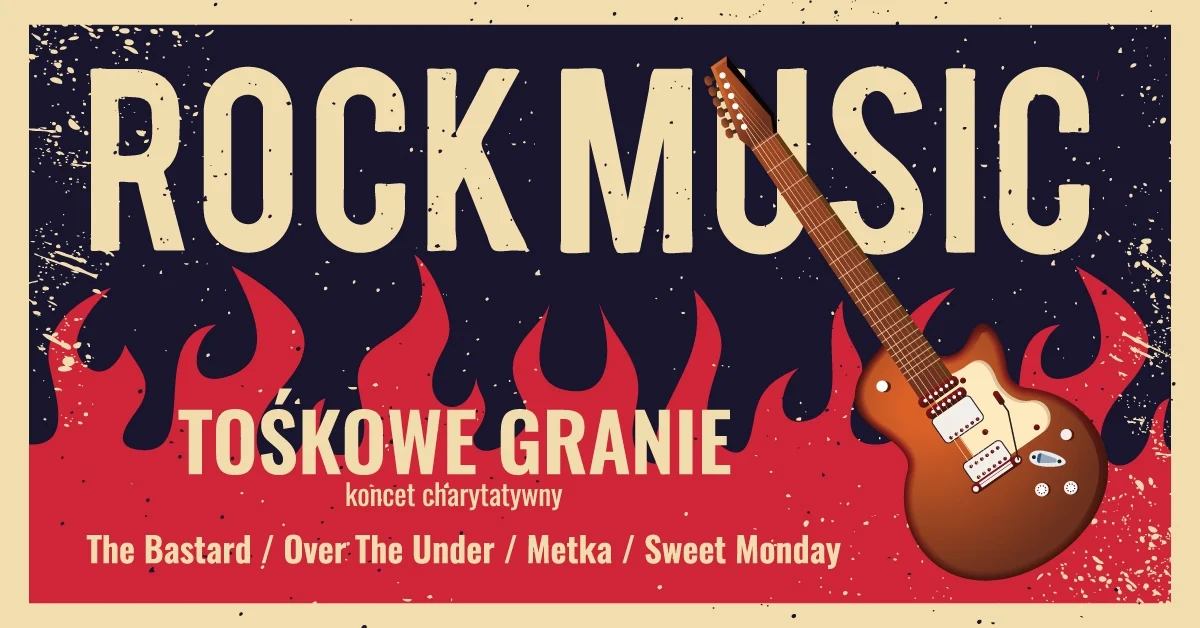 ROCK MUSIC
TOŚKOWE GRANIE
koncet charytatywny
The Bastard / Over The Under / Metka / Sweet Monday